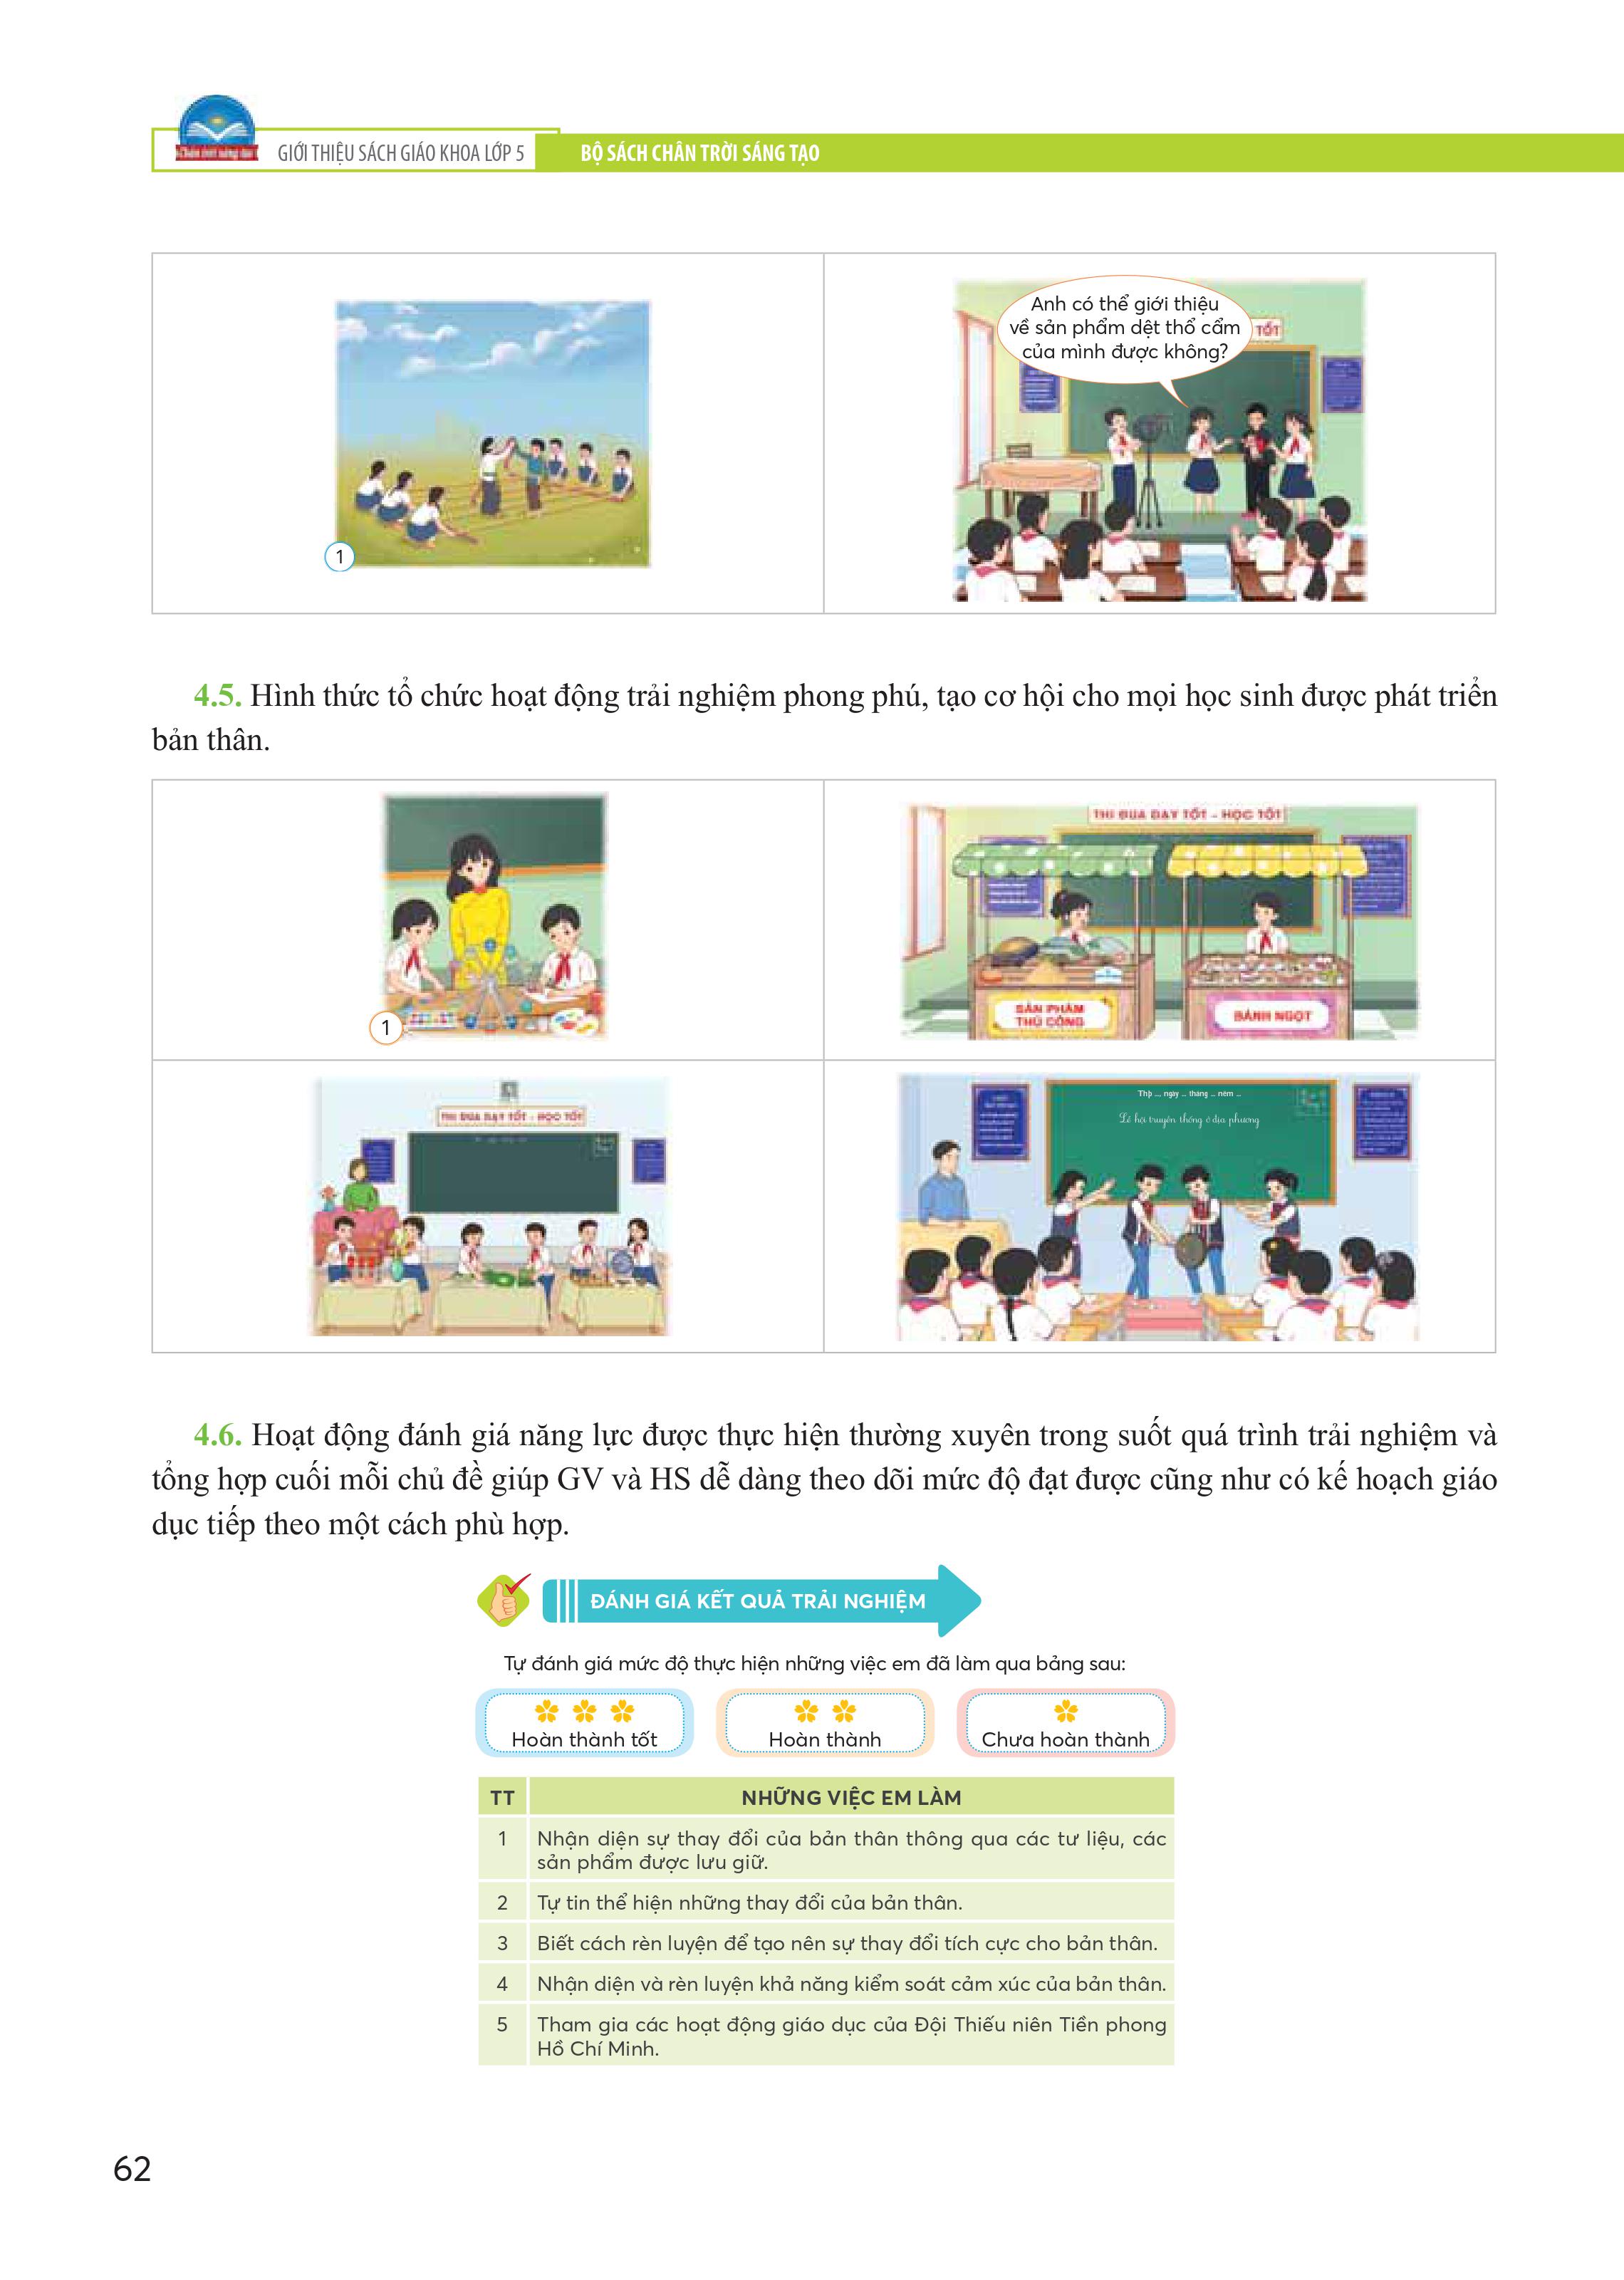 GIỚI THIỆU SÁCH GIÁO KHOA LỚP 5
BỘ SÁCH CHÂN TRỜI SÁNG TẠO
Anh có thể giới thiệu
về sản phẩm dệt thổ cẩm
của mình được không?
TỐT
1
4.5. Hình thức tổ chức hoạt động trải nghiệm phong phú, tạo cơ hội cho mọi học sinh được phát triển
bản thân.
1
THI ĐUA DẠY TỐT - HỌC TỐT
SẢN PHẨM
THỦ CÔNG
BÁNH NGỌT
THI ĐUA DẠY TỐT - HỌC TỐT
Thứ ... ngày ... tháng ... năm ...
Lễ hội truyền thống ở địa phương
4.6. Hoạt động đánh giá năng lực được thực hiện thường xuyên trong suốt quá trình trải nghiệm và
tổng hợp cuối mỗi chủ đề giúp GV và HS dễ dàng theo dõi mức độ đạt được cũng như có kế hoạch giáo
dục tiếp theo một cách phù hợp.
ĐÁNH GIÁ KẾT QUẢ TRẢI NGHIỆM
Tự đánh giá mức độ thực hiện những việc em đã làm qua bảng sau:
Hoàn thành tốt
Hoàn thành
Chưa hoàn thành
TT NHỮNG VIỆC EM LÀM
1 Nhận diện sự thay đổi của bản thân thông qua các tư liệu, các
sản phẩm được lưu giữ.
2 Tự tin thể hiện những thay đổi của bản thân.
3 Biết cách rèn luyện để tạo nên sự thay đổi tích cực cho bản thân.
4 Nhận diện và rèn luyện khả năng kiểm soát cảm xúc của bản thân.
5 Tham gia các hoạt động giáo dục của Đội Thiếu niên Tiền phong
Hồ Chí Minh.
62